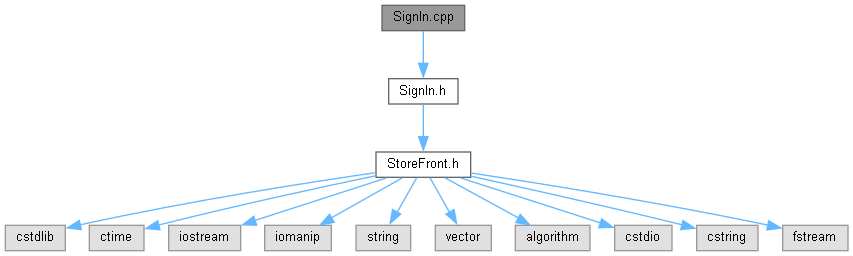 SignIn.cpp
SignIn.h
StoreFront.h
cstdlib
ctime
iostream
iomanip
string
vector
algorithm
cstdio
cstring
fstream